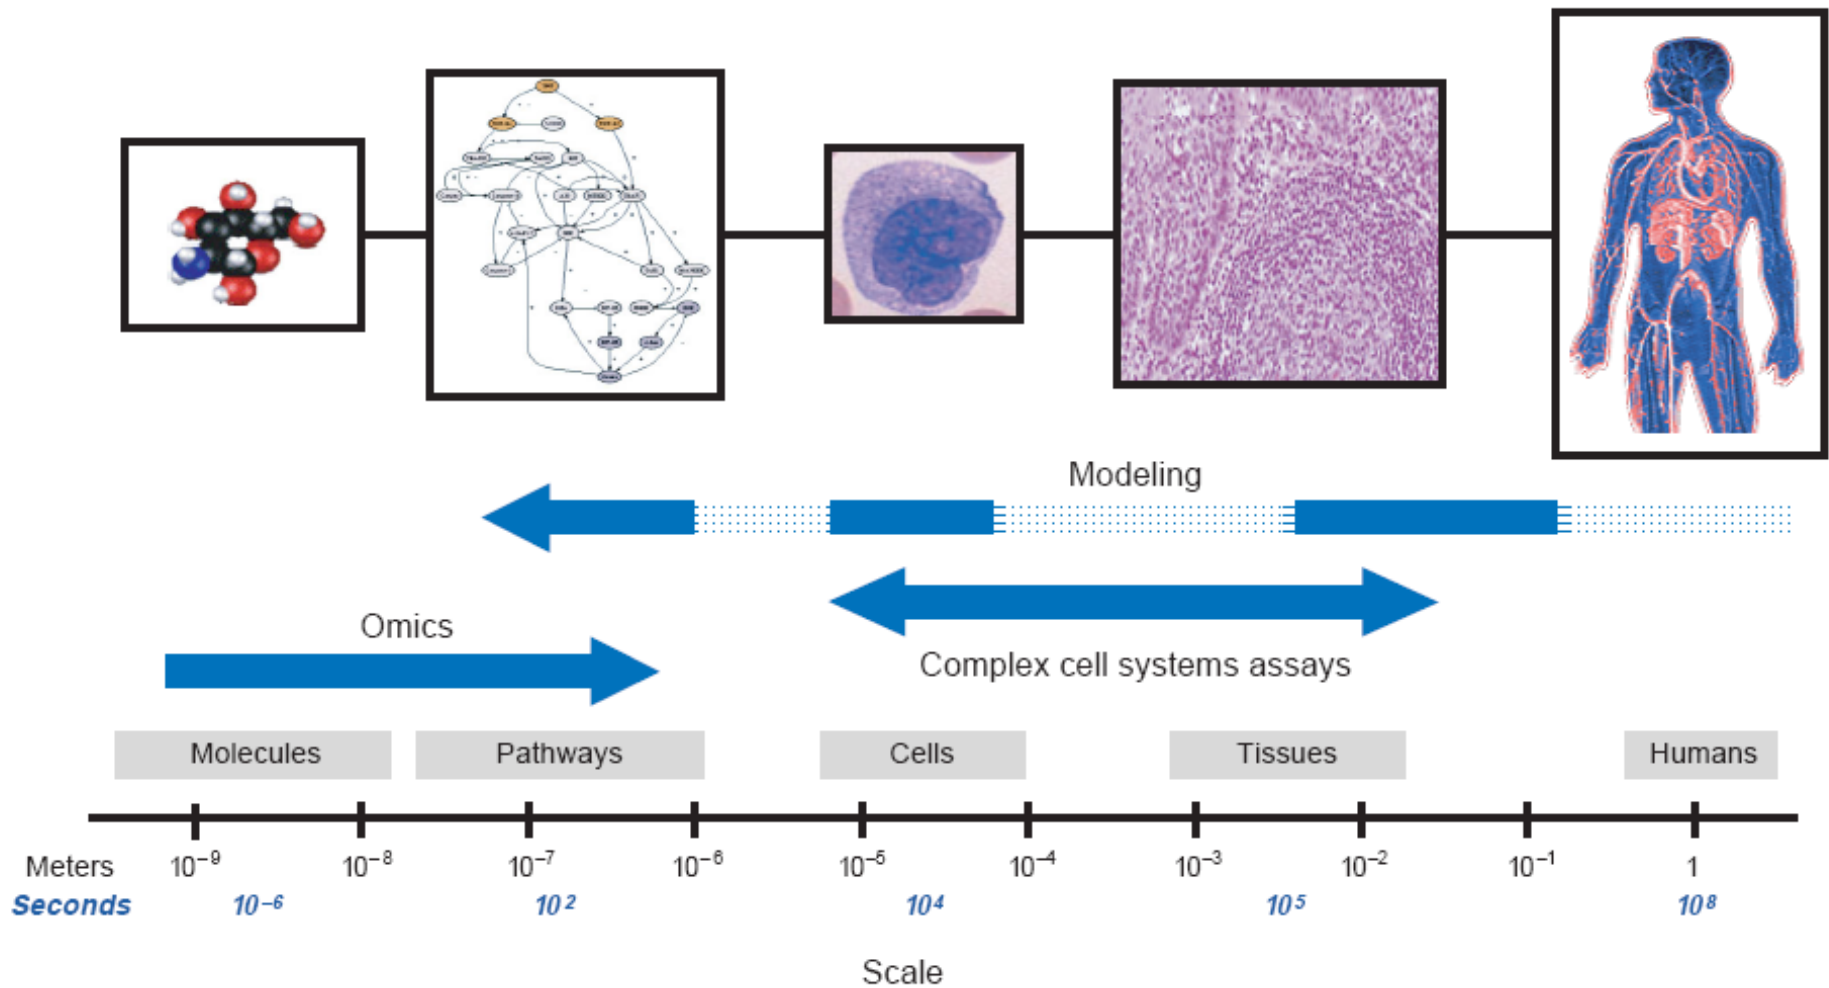 Modeling
Omics
Complex cell systems assays
Molecules Pathways Cells Tissues Humans
Meters 10⁻⁹ 10⁻⁸ 10⁻⁷ 10⁻⁶ 10⁻⁵ 10⁻⁴ 10⁻³ 10⁻² 10⁻¹ 1
Seconds 10⁻⁶ 10² 10⁴ 10⁵ 10⁸
Scale